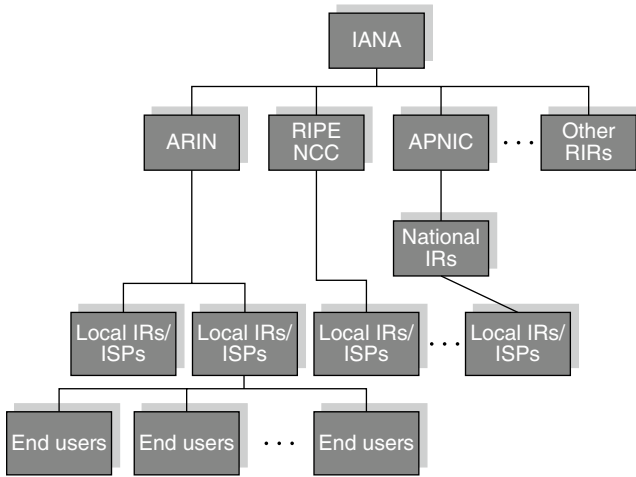 IANA
ARIN
RIPE
NCC
APNIC
. . .
Other
RIRs
National
IRs
Local IRs/
ISPs
Local IRs/
ISPs
Local IRs/
ISPs
. . .
Local IRs/
ISPs
End users
End users
. . .
End users